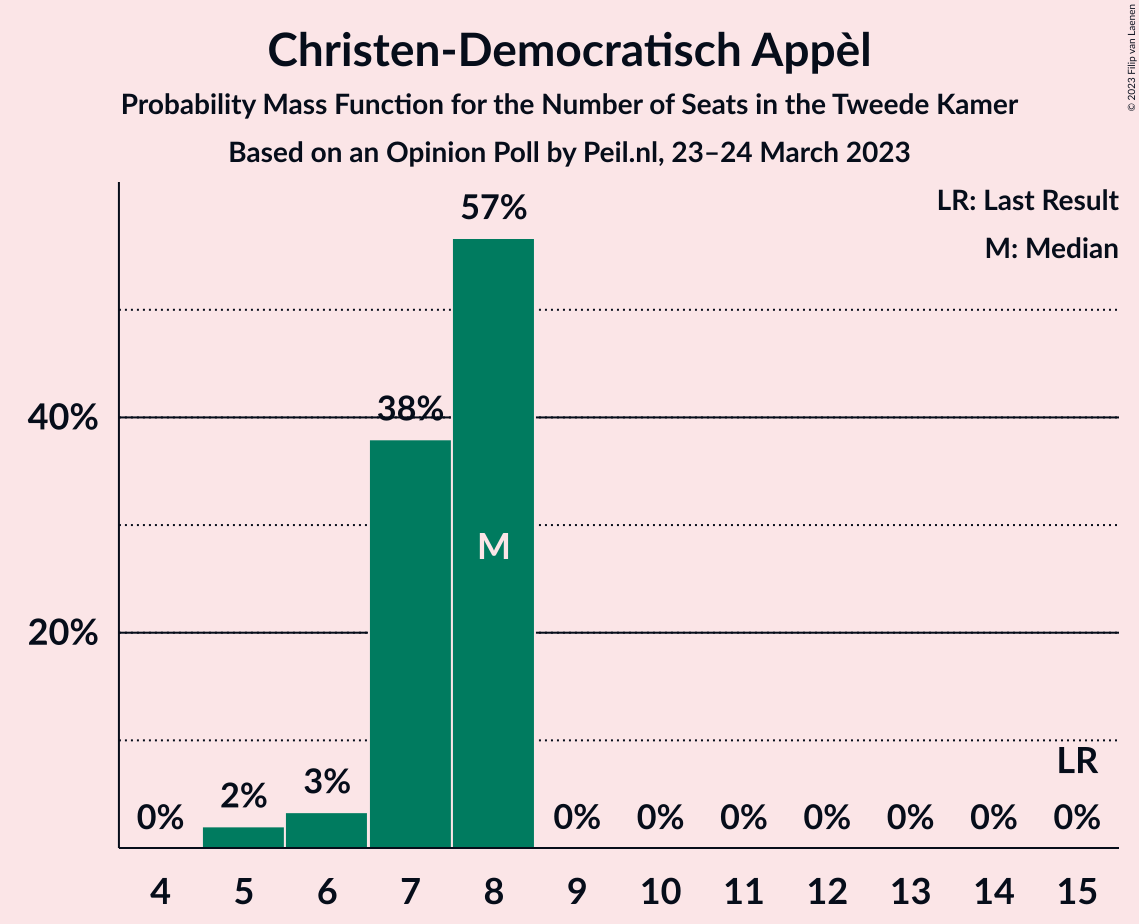 Christen-Democratisch Appèl
Probability Mass Function for the Number of Seats in the Tweede Kamer
Based on an Opinion Poll by Peil.nl, 23–24 March 2023
© 2023 Filip van Laenen
LR: Last Result
M: Median
57%
38%
40%
M
20%
LR
0% 2% 3% 0% 0% 0% 0% 0% 0% 0%
4 5 6 7 8 9 10 11 12 13 14 15